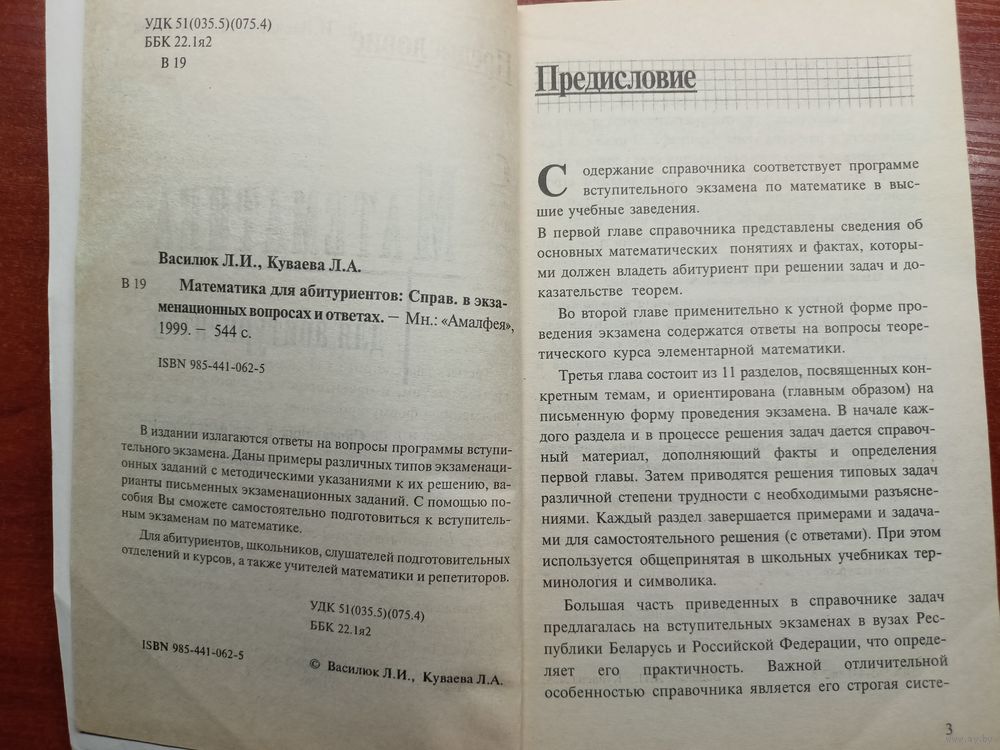 УДК 51(035.5)(075.4)
ББК 22.1я2
В 19
Василюк Л.И., Куваева Л.А.
В 19 Математика для абитуриентов: Справ. в экза-
менационных вопросах и ответах. — Мн.: «Амалфея»,
1999. — 544 с.
ISBN 985-441-062-5
В издании излагаются ответы на вопросы программы вступи-
тельного экзамена. Даны примеры различных типов экзаменаци-
онных заданий с методическими указаниями к их решению, ва-
рианты письменных экзаменационных заданий. С помощью по-
собия Вы сможете самостоятельно подготовиться к вступитель-
ным экзаменам по математике.
Для абитуриентов, школьников, слушателей подготовительных
отделений и курсов, а также учителей математики и репетиторов.
УДК 51(035.5)(075.4)
ББК 22.1я2
ISBN 985-441-062-5
© Василюк Л.И., Куваева Л.А.
Предисловие
Содержание справочника соответствует программе
вступительного экзамена по математике в выс-
шие учебные заведения.
В первой главе справочника представлены сведения об
основных математических понятиях и фактах, которы-
ми должен владеть абитуриент при решении задач и до-
казательстве теорем.
Во второй главе применительно к устной форме про-
ведения экзамена содержатся ответы на вопросы теоре-
тического курса элементарной математики.
Третья глава состоит из 11 разделов, посвященных кон-
кретным темам, и ориентирована (главным образом) на
письменную форму проведения экзамена. В начале каж-
дого раздела и в процессе решения задач дается справоч-
ный материал, дополняющий факты и определения
первой главы. Затем приводятся решения типовых задач
различной степени трудности с необходимыми разъясне-
ниями. Каждый раздел завершается примерами и задача-
ми для самостоятельного решения (с ответами). При этом
используется общепринятая в школьных учебниках тер-
минология и символика.
Большая часть приведенных в справочнике задач
предлагалась на вступительных экзаменах в вузах Рес-
публики Беларусь и Российской Федерации, что опреде-
ляет его практичность. Важной отличительной
особенностью справочника является его строгая систе-
3